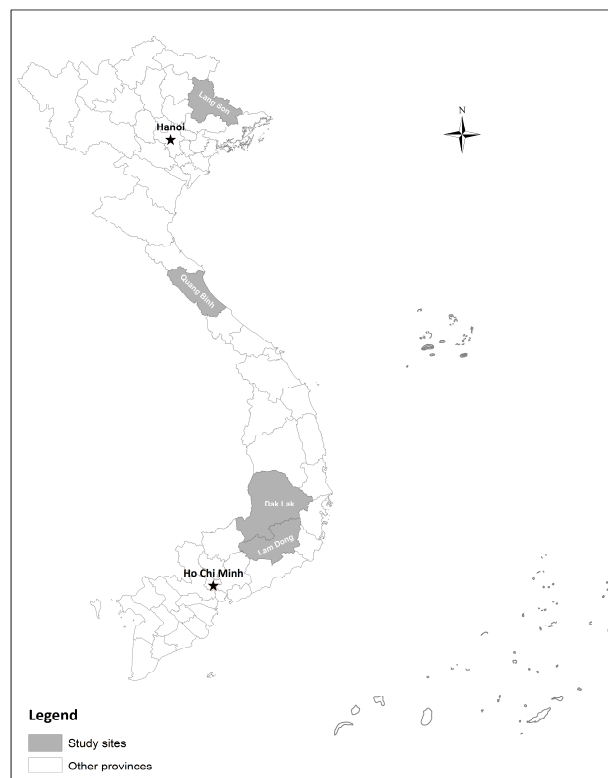 Lang Son
Hanoi
N
Quang Binh
Dak Lak
Lam Dong
Ho Chi Minh
Legend
Study sites
Other provinces